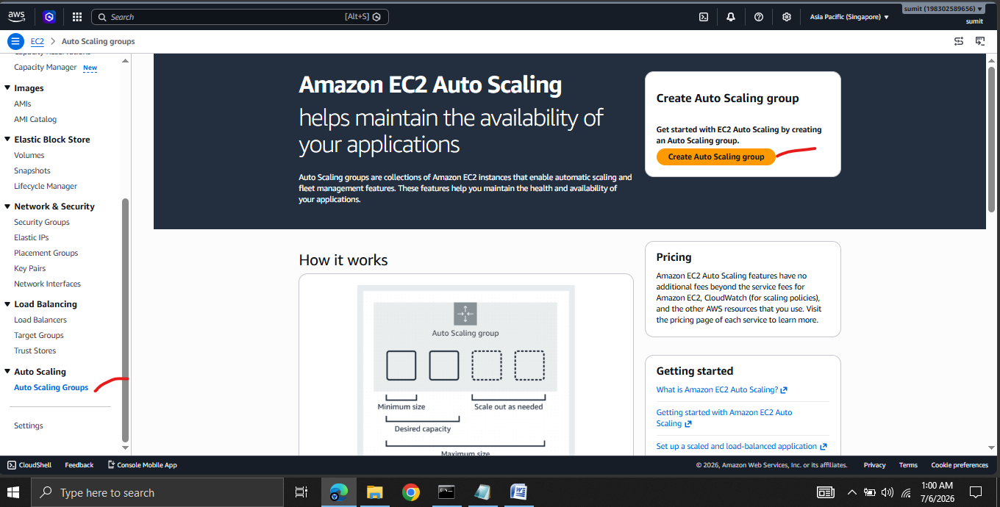 aws
Search
[Alt+S]
Asia Pacific (Singapore)
sumit (198302589656)
sumit
EC2
Auto Scaling groups
Capacity Reservations
Capacity Manager New
Images
AMIs
AMI Catalog
Elastic Block Store
Volumes
Snapshots
Lifecycle Manager
Network & Security
Security Groups
Elastic IPs
Placement Groups
Key Pairs
Network Interfaces
Load Balancing
Load Balancers
Target Groups
Trust Stores
Auto Scaling
Auto Scaling Groups
Settings
Amazon EC2 Auto Scaling
helps maintain the availability of
your applications
Auto Scaling groups are collections of Amazon EC2 instances that enable automatic scaling and
fleet management features. These features help you maintain the health and availability of
your applications.
Create Auto Scaling group
Get started with EC2 Auto Scaling by creating
an Auto Scaling group.
Create Auto Scaling group
How it works
Auto Scaling group
Minimum size
Scale out as needed
Desired capacity
Maximum size
Pricing
Amazon EC2 Auto Scaling features have no
additional fees beyond the service fees for
Amazon EC2, CloudWatch (for scaling policies),
and the other AWS resources that you use. Visit
the pricing page of each service to learn more.
Getting started
What is Amazon EC2 Auto Scaling?
Getting started with Amazon EC2 Auto
Scaling
Set up a scaled and load-balanced application
CloudShell
Feedback
Console Mobile App
© 2026, Amazon Web Services, Inc. or its affiliates.
Privacy
Terms
Cookie preferences
Type here to search
1:00 AM
7/6/2026